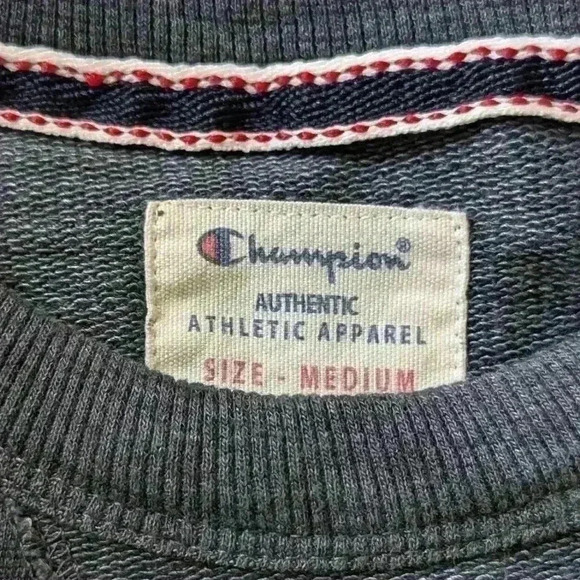 Champion®
AUTHENTIC
ATHLETIC APPAREL
SIZE - MEDIUM